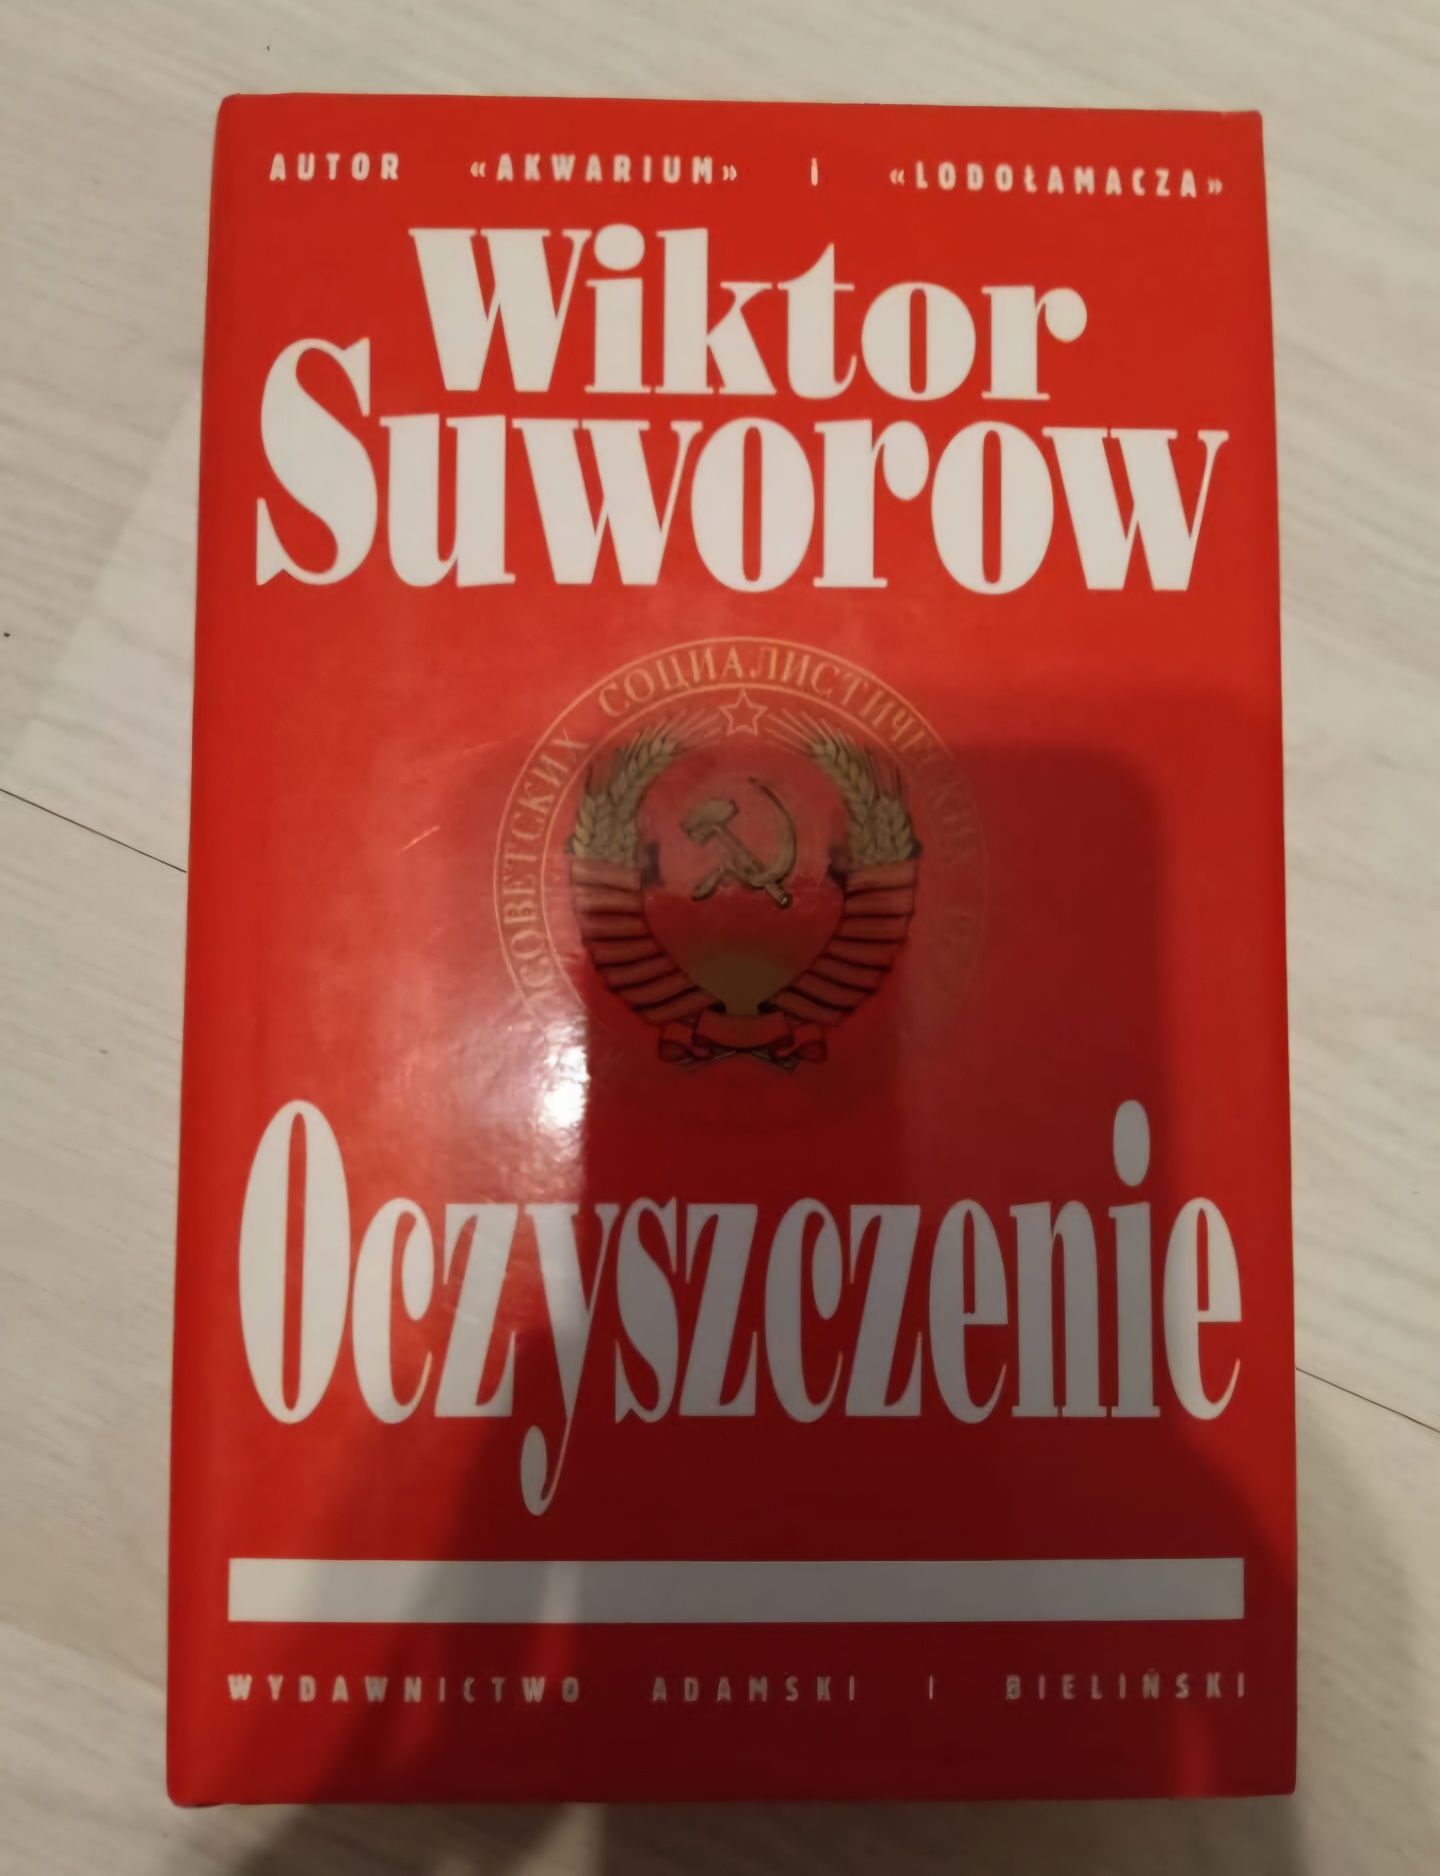 AUTOR «AKWARIUM» I «LODOŁAMACZA»
Wiktor
Suworow
СОВЕТСКИХ СОЦИАЛИСТИЧЕСКИХ
Oczyszczenie
WYDAWNICTWO ADAMSKI I BIELIŃSKI